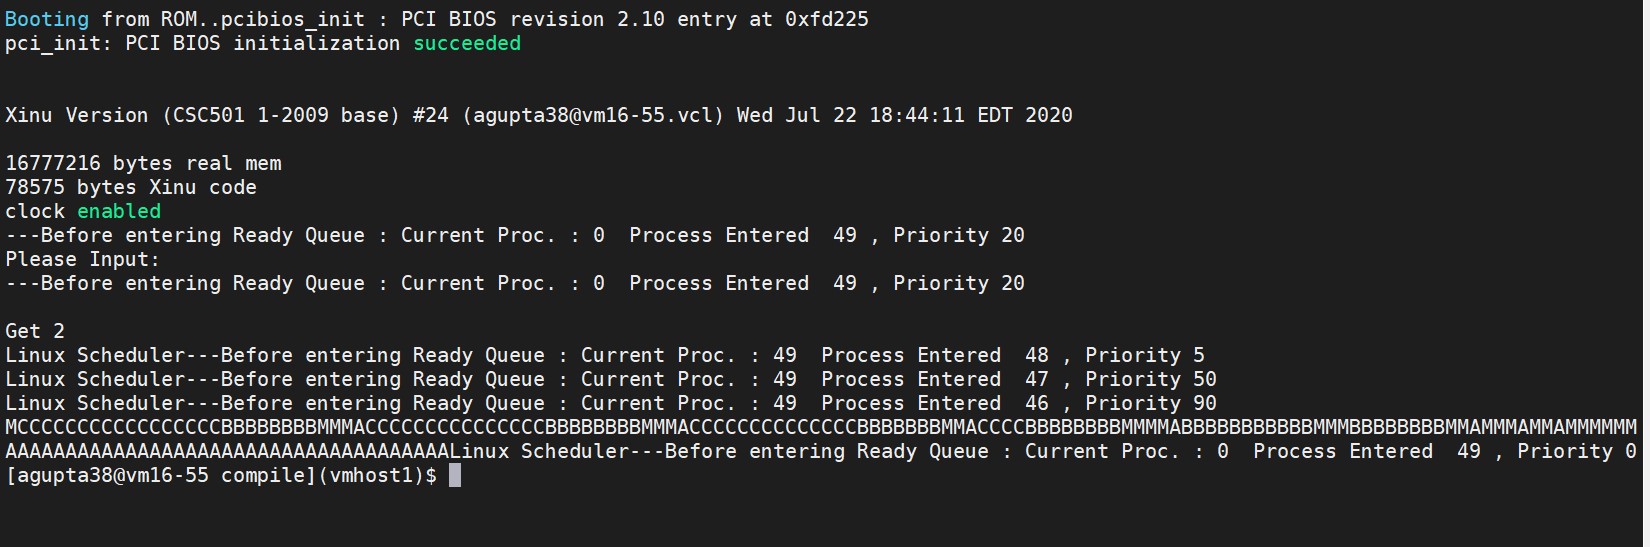 Booting from ROM..pcibios_init : PCI BIOS revision 2.10 entry at 0xfd225
pci_init: PCI BIOS initialization succeeded
Xinu Version (CSC501 1-2009 base) #24 (agupta38@vm16-55.vcl) Wed Jul 22 18:44:11 EDT 2020
16777216 bytes real mem
78575 bytes Xinu code
clock enabled
---Before entering Ready Queue : Current Proc. : 0  Process Entered  49 , Priority 20
Please Input:
---Before entering Ready Queue : Current Proc. : 0  Process Entered  49 , Priority 20
Get 2
Linux Scheduler---Before entering Ready Queue : Current Proc. : 49  Process Entered  48 , Priority 5
Linux Scheduler---Before entering Ready Queue : Current Proc. : 49  Process Entered  47 , Priority 50
Linux Scheduler---Before entering Ready Queue : Current Proc. : 49  Process Entered  46 , Priority 90
MCCCCCCCCCCCCCCCCCBBBBBBBBMMMACCCCCCCCCCCCCCCBBBBBBBBMMMACCCCCCCCCCCCCCBBBBBBBMMACCCCBBBBBBBBMMMMABBBBBBBBBBBMMMBBBBBBBBMMAMMMAMMAMMMMMM
AAAAAAAAAAAAAAAAAAAAAAAAAAAAAAAAAAAAALinux Scheduler---Before entering Ready Queue : Current Proc. : 0  Process Entered  49 , Priority 0
[agupta38@vm16-55 compile](vmhost1)$